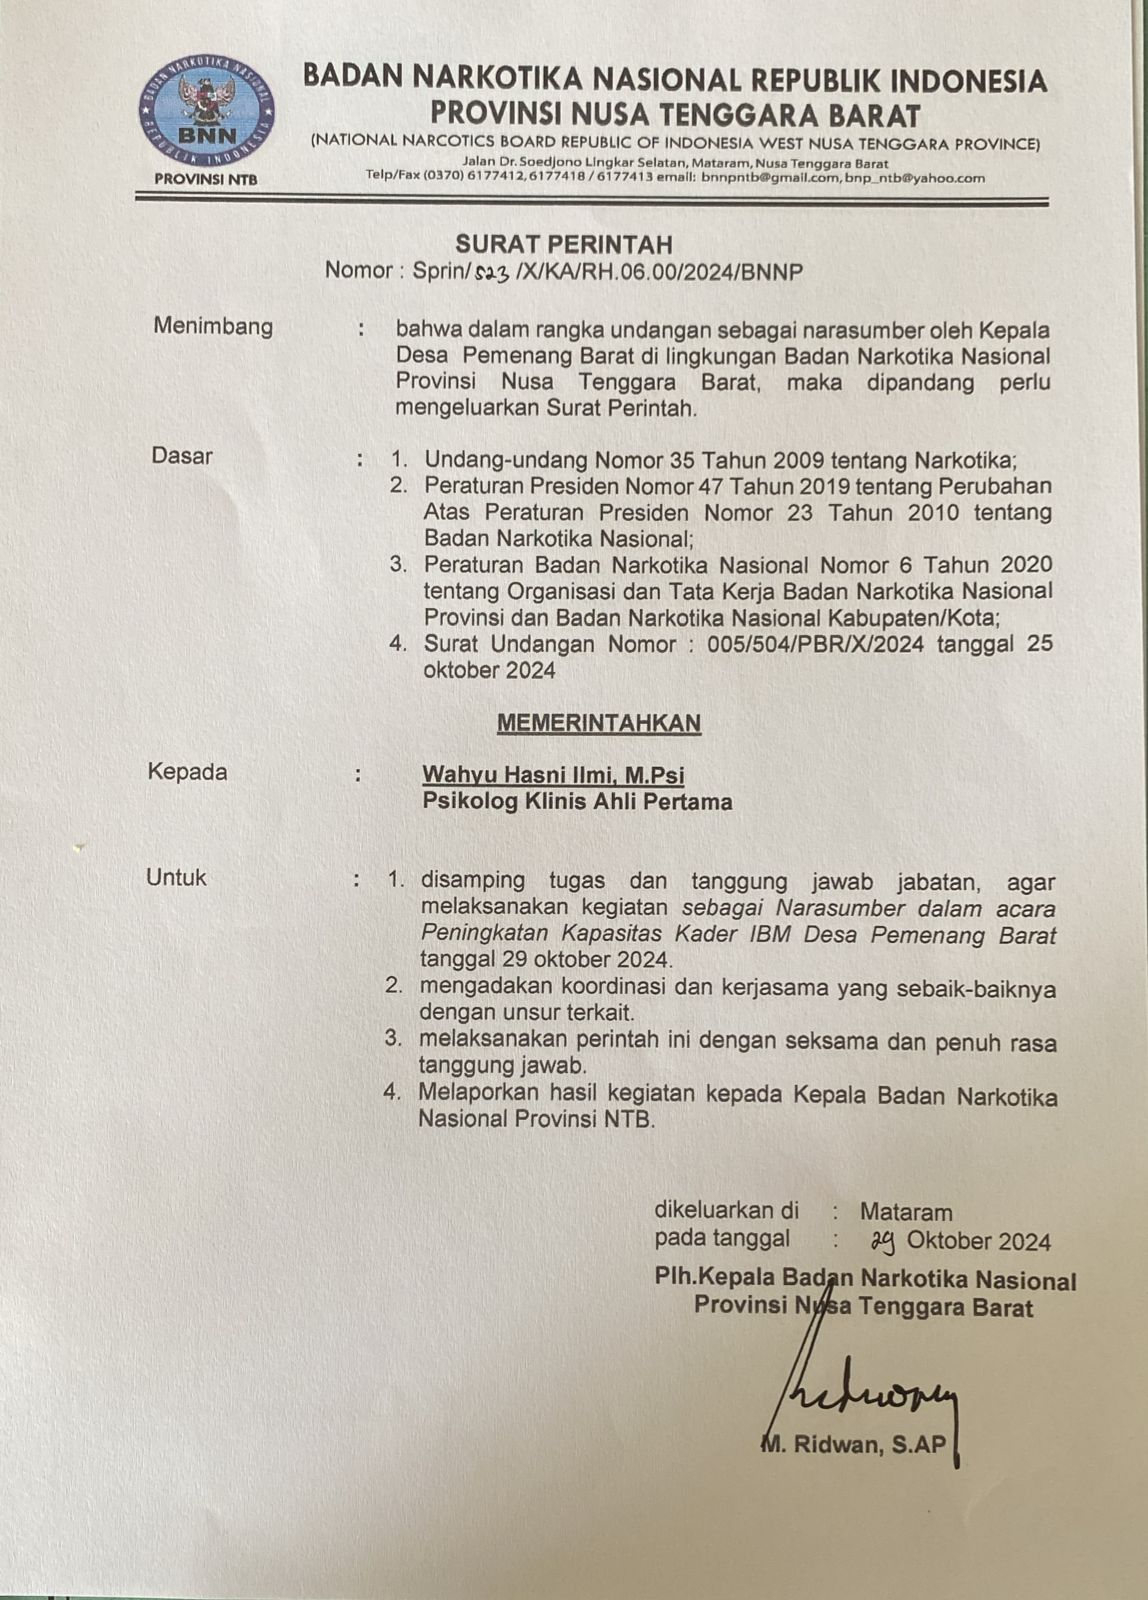 BADAN NARKOTIKA NASIONAL
BNN
REPUBLIK INDONESIA
PROVINSI NTB
BADAN NARKOTIKA NASIONAL REPUBLIK INDONESIA
PROVINSI NUSA TENGGARA BARAT
(NATIONAL NARCOTICS BOARD REPUBLIC OF INDONESIA WEST NUSA TENGGARA PROVINCE)
Jalan Dr. Soedjono Lingkar Selatan, Mataram, Nusa Tenggara Barat
Telp/Fax (0370) 6177412, 6177418 / 6177413 email: bnnpntb@gmail.com, bnp_ntb@yahoo.com
SURAT PERINTAH
Nomor : Sprin/523/X/KA/RH.06.00/2024/BNNP
Menimbang : bahwa dalam rangka undangan sebagai narasumber oleh Kepala
Desa Pemenang Barat di lingkungan Badan Narkotika Nasional
Provinsi Nusa Tenggara Barat, maka dipandang perlu
mengeluarkan Surat Perintah.
Dasar : 1. Undang-undang Nomor 35 Tahun 2009 tentang Narkotika;
2. Peraturan Presiden Nomor 47 Tahun 2019 tentang Perubahan
Atas Peraturan Presiden Nomor 23 Tahun 2010 tentang
Badan Narkotika Nasional;
3. Peraturan Badan Narkotika Nasional Nomor 6 Tahun 2020
tentang Organisasi dan Tata Kerja Badan Narkotika Nasional
Provinsi dan Badan Narkotika Nasional Kabupaten/Kota;
4. Surat Undangan Nomor : 005/504/PBR/X/2024 tanggal 25
oktober 2024
MEMERINTAHKAN
Kepada : Wahyu Hasni Ilmi, M.Psi
Psikolog Klinis Ahli Pertama
Untuk : 1. disamping tugas dan tanggung jawab jabatan, agar
melaksanakan kegiatan sebagai Narasumber dalam acara
Peningkatan Kapasitas Kader IBM Desa Pemenang Barat
tanggal 29 oktober 2024.
2. mengadakan koordinasi dan kerjasama yang sebaik-baiknya
dengan unsur terkait.
3. melaksanakan perintah ini dengan seksama dan penuh rasa
tanggung jawab.
4. Melaporkan hasil kegiatan kepada Kepala Badan Narkotika
Nasional Provinsi NTB.
dikeluarkan di : Mataram
pada tanggal : 29 Oktober 2024
Plh.Kepala Badan Narkotika Nasional
Provinsi Nusa Tenggara Barat
M. Ridwan, S.AP